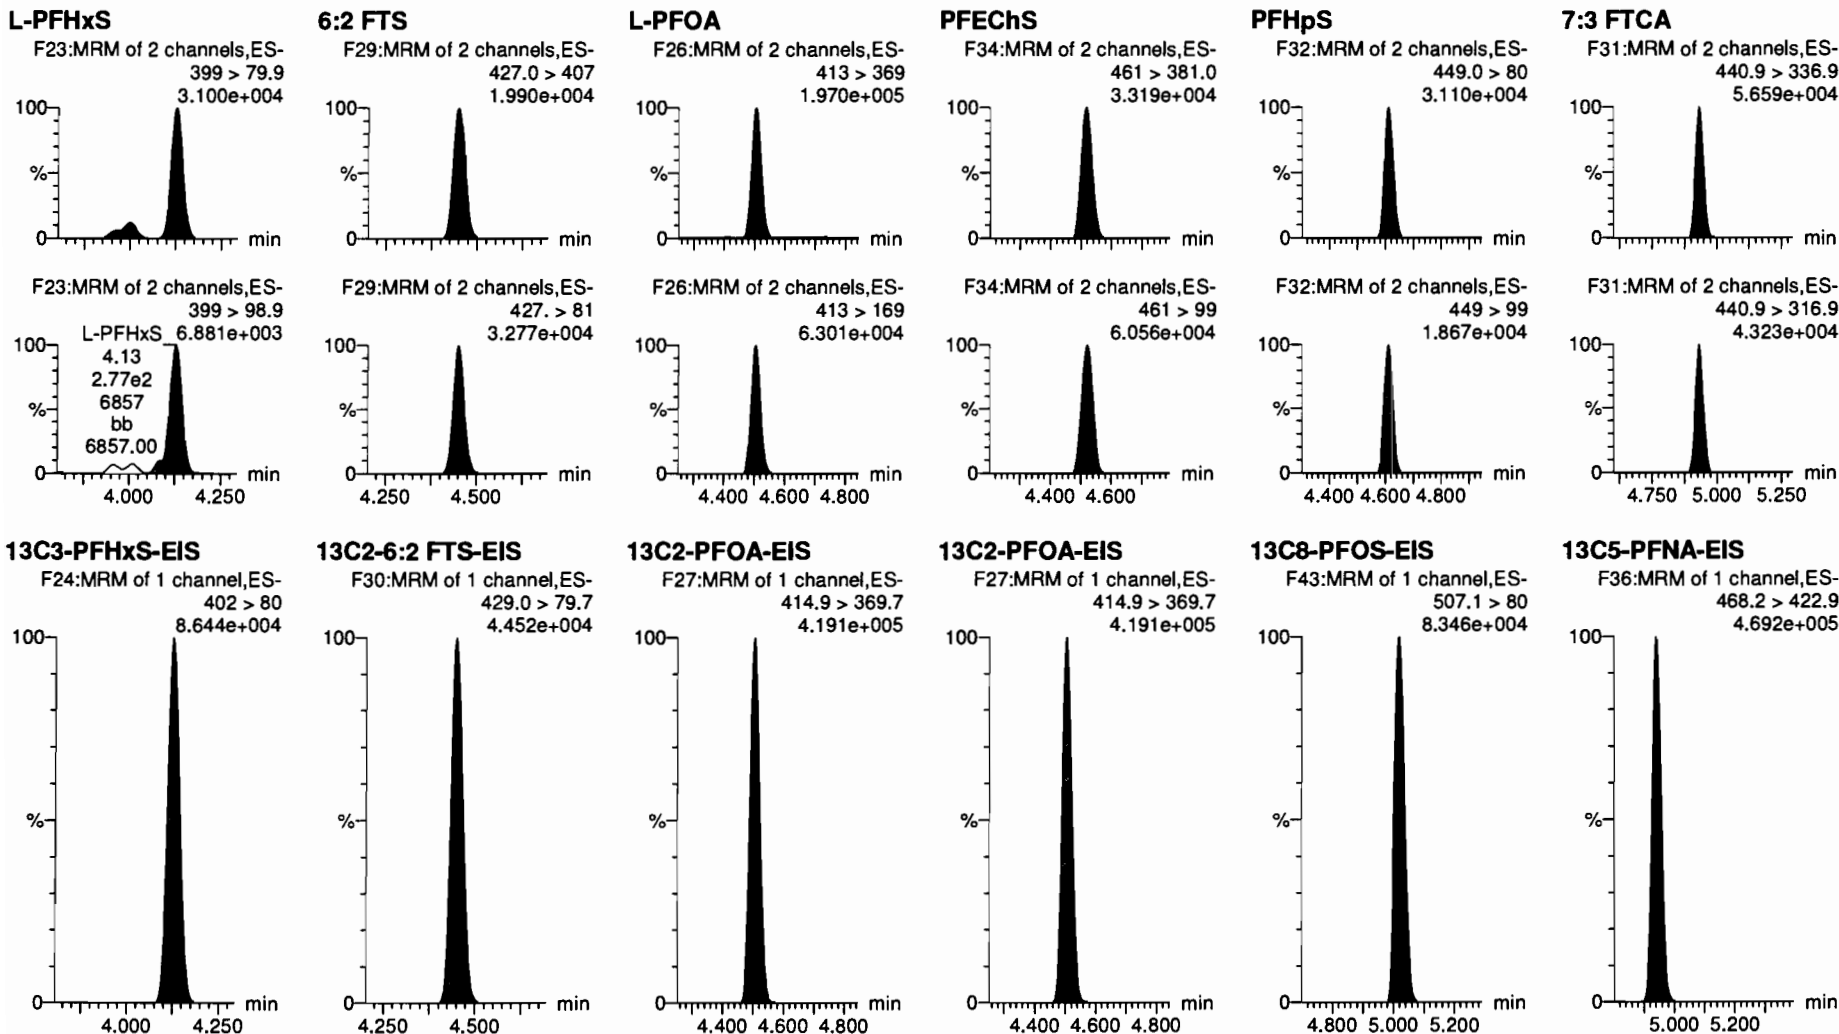 L-PFHxS
F23:MRM of 2 channels,ES-
399 > 79.9
3.100e+004
100
%
0
min
F23:MRM of 2 channels,ES-
399 > 98.9
6.881e+003
L-PFHxS
4.13
2.77e2
6857
bb
6857.00
100
%
0
min
4.000 4.250
13C3-PFHxS-EIS
F24:MRM of 1 channel,ES-
402 > 80
8.644e+004
100
%
0
min
4.000 4.250
6:2 FTS
F29:MRM of 2 channels,ES-
427.0 > 407
1.990e+004
100
%
0
min
F29:MRM of 2 channels,ES-
427. > 81
3.277e+004
100
%
0
min
4.250 4.500
13C2-6:2 FTS-EIS
F30:MRM of 1 channel,ES-
429.0 > 79.7
4.452e+004
100
%
0
min
4.250 4.500
L-PFOA
F26:MRM of 2 channels,ES-
413 > 369
1.970e+005
100
%
0
min
F26:MRM of 2 channels,ES-
413 > 169
6.301e+004
100
%
0
min
4.400 4.600 4.800
13C2-PFOA-EIS
F27:MRM of 1 channel,ES-
414.9 > 369.7
4.191e+005
100
%
0
min
4.400 4.600 4.800
PFEChS
F34:MRM of 2 channels,ES-
461 > 381.0
3.319e+004
100
%
0
min
F34:MRM of 2 channels,ES-
461 > 99
6.056e+004
100
%
0
min
4.400 4.600
13C2-PFOA-EIS
F27:MRM of 1 channel,ES-
414.9 > 369.7
4.191e+005
100
%
0
min
4.400 4.600 4.800
PFHpS
F32:MRM of 2 channels,ES-
449.0 > 80
3.110e+004
100
%
0
min
F32:MRM of 2 channels,ES-
449 > 99
1.867e+004
100
%
0
min
4.400 4.600 4.800
13C8-PFOS-EIS
F43:MRM of 1 channel,ES-
507.1 > 80
8.346e+004
100
%
0
min
4.800 5.000 5.200
7:3 FTCA
F31:MRM of 2 channels,ES-
440.9 > 336.9
5.659e+004
100
%
0
min
F31:MRM of 2 channels,ES-
440.9 > 316.9
4.323e+004
100
%
0
min
4.750 5.000 5.250
13C5-PFNA-EIS
F36:MRM of 1 channel,ES-
468.2 > 422.9
4.692e+005
100
%
0
min
5.000 5.200